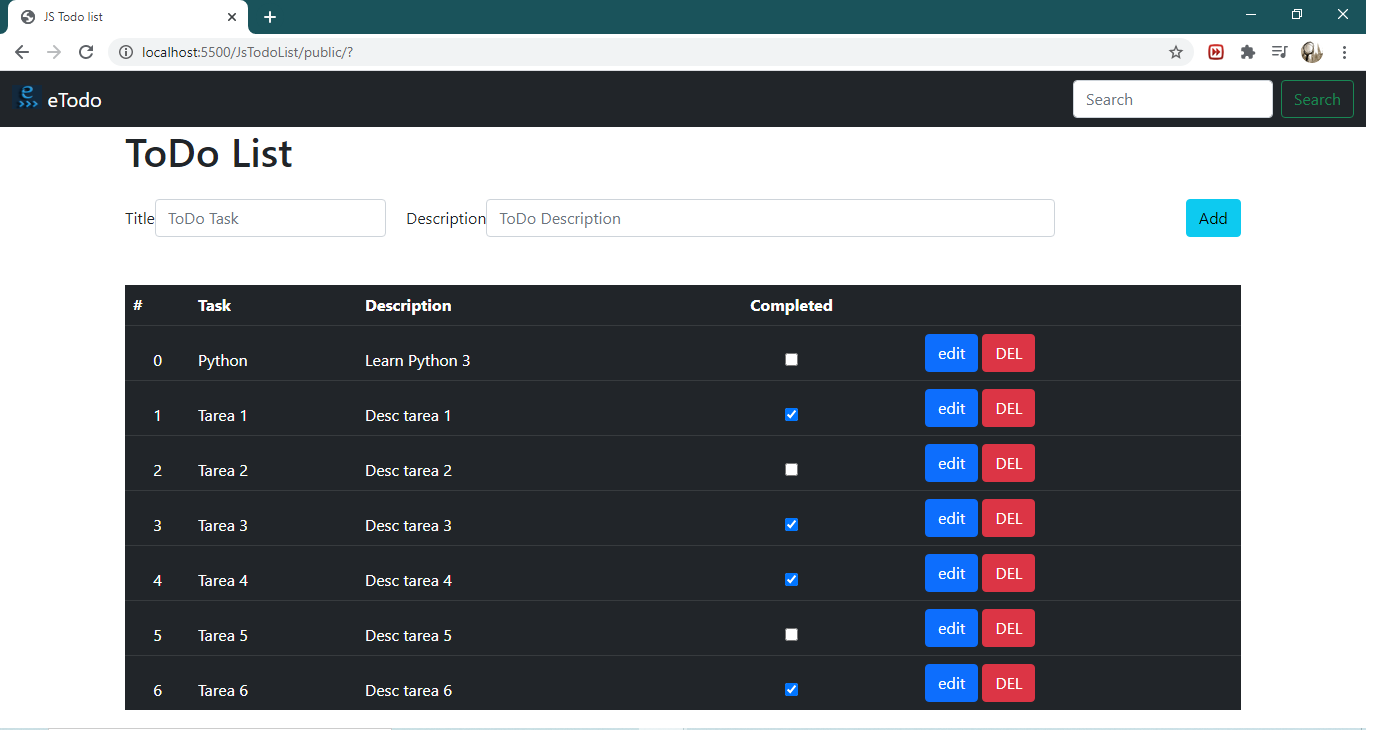 JS Todo list
localhost:5500/JsTodoList/public/?
eTodo Search Search
ToDo List
Title ToDo Task Description ToDo Description Add
# Task Description Completed
0 Python Learn Python 3 edit DEL
1 Tarea 1 Desc tarea 1 edit DEL
2 Tarea 2 Desc tarea 2 edit DEL
3 Tarea 3 Desc tarea 3 edit DEL
4 Tarea 4 Desc tarea 4 edit DEL
5 Tarea 5 Desc tarea 5 edit DEL
6 Tarea 6 Desc tarea 6 edit DEL